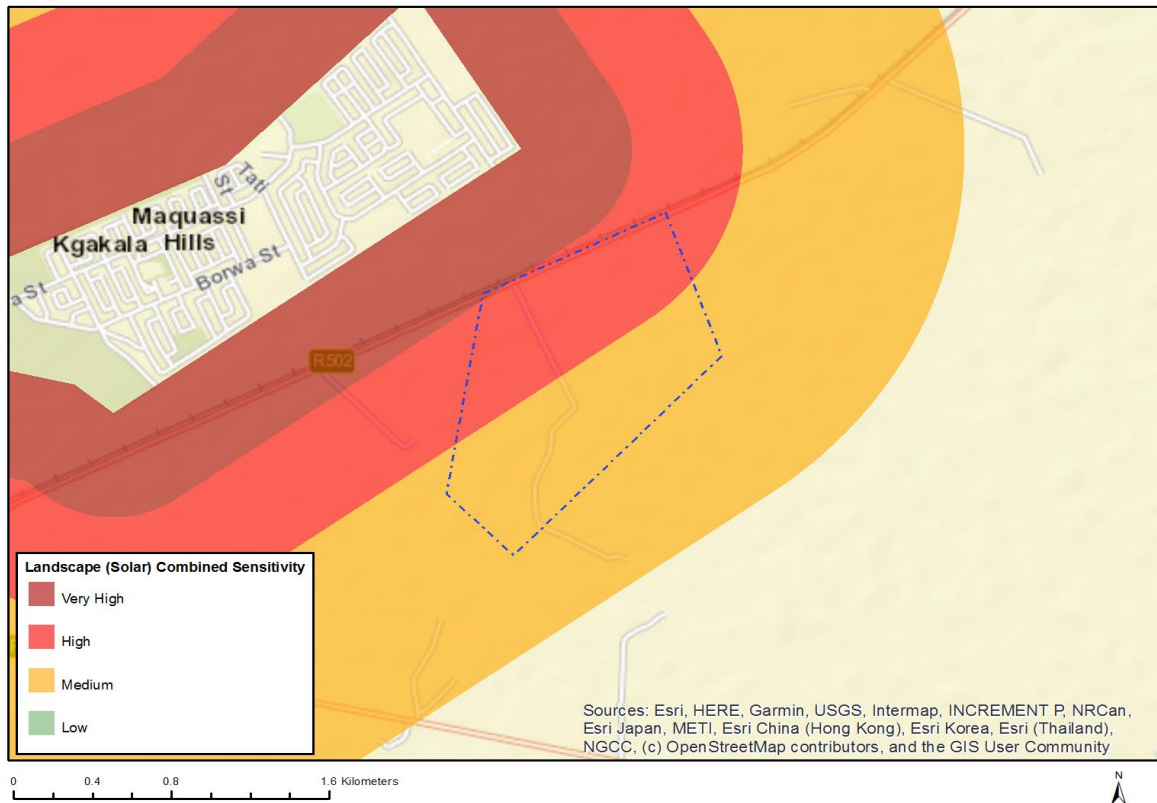 Tati
St
Maquassi
Kgakala Hills
Borwa St
a St
R502
Landscape (Solar) Combined Sensitivity
Very High
High
Medium
Low
Sources: Esri, HERE, Garmin, USGS, Intermap, INCREMENT P, NRCan,
Esri Japan, METI, Esri China (Hong Kong), Esri Korea, Esri (Thailand),
NGCC, (c) OpenStreetMap contributors, and the GIS User Community
0 0.4 0.8 1.6 Kilometers
N